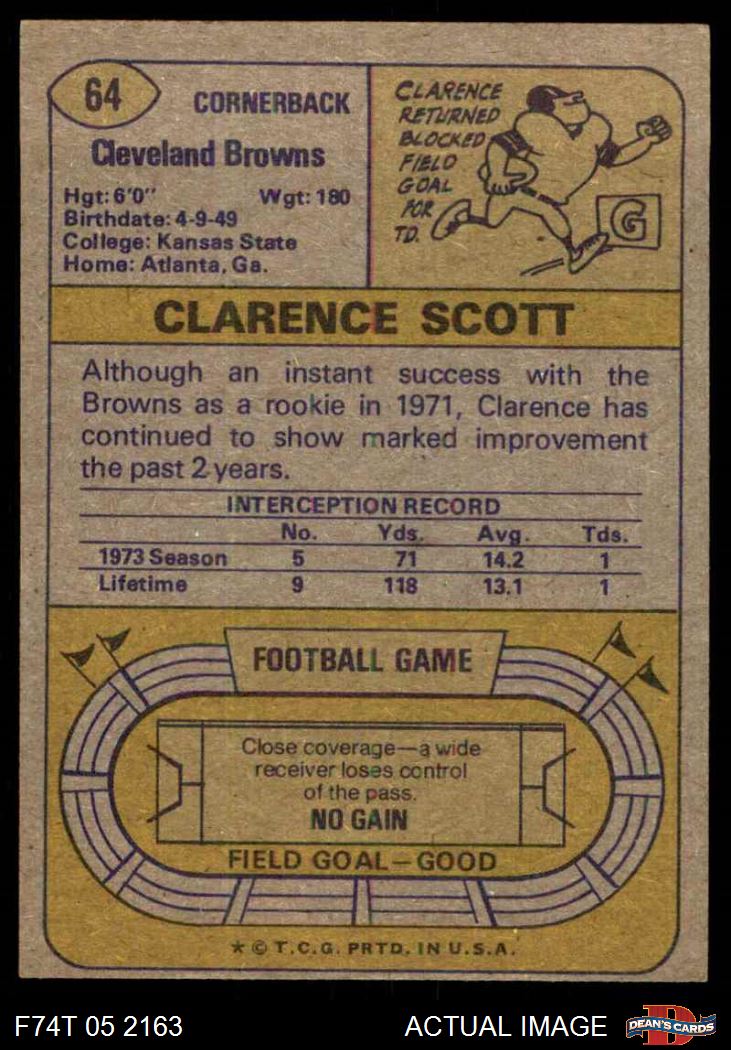 64
CORNERBACK
Cleveland Browns
Hgt: 6'0" Wgt: 180
Birthdate: 4-9-49
College: Kansas State
Home: Atlanta, Ga.
CLARENCE
RETURNED
BLOCKED
FIELD
GOAL
FOR
TD.
G
CLARENCE SCOTT
Although an instant success with the
Browns as a rookie in 1971, Clarence has
continued to show marked improvement
the past 2 years.
INTERCEPTION RECORD
No. Yds. Avg. Tds.
1973 Season 5 71 14.2 1
Lifetime 9 118 13.1 1
FOOTBALL GAME
Close coverage—a wide
receiver loses control
of the pass.
NO GAIN
FIELD GOAL—GOOD
* © T.C.G. PRTD. IN U.S.A.
F74T 05 2163 ACTUAL IMAGE
D
DEAN'S CARDS